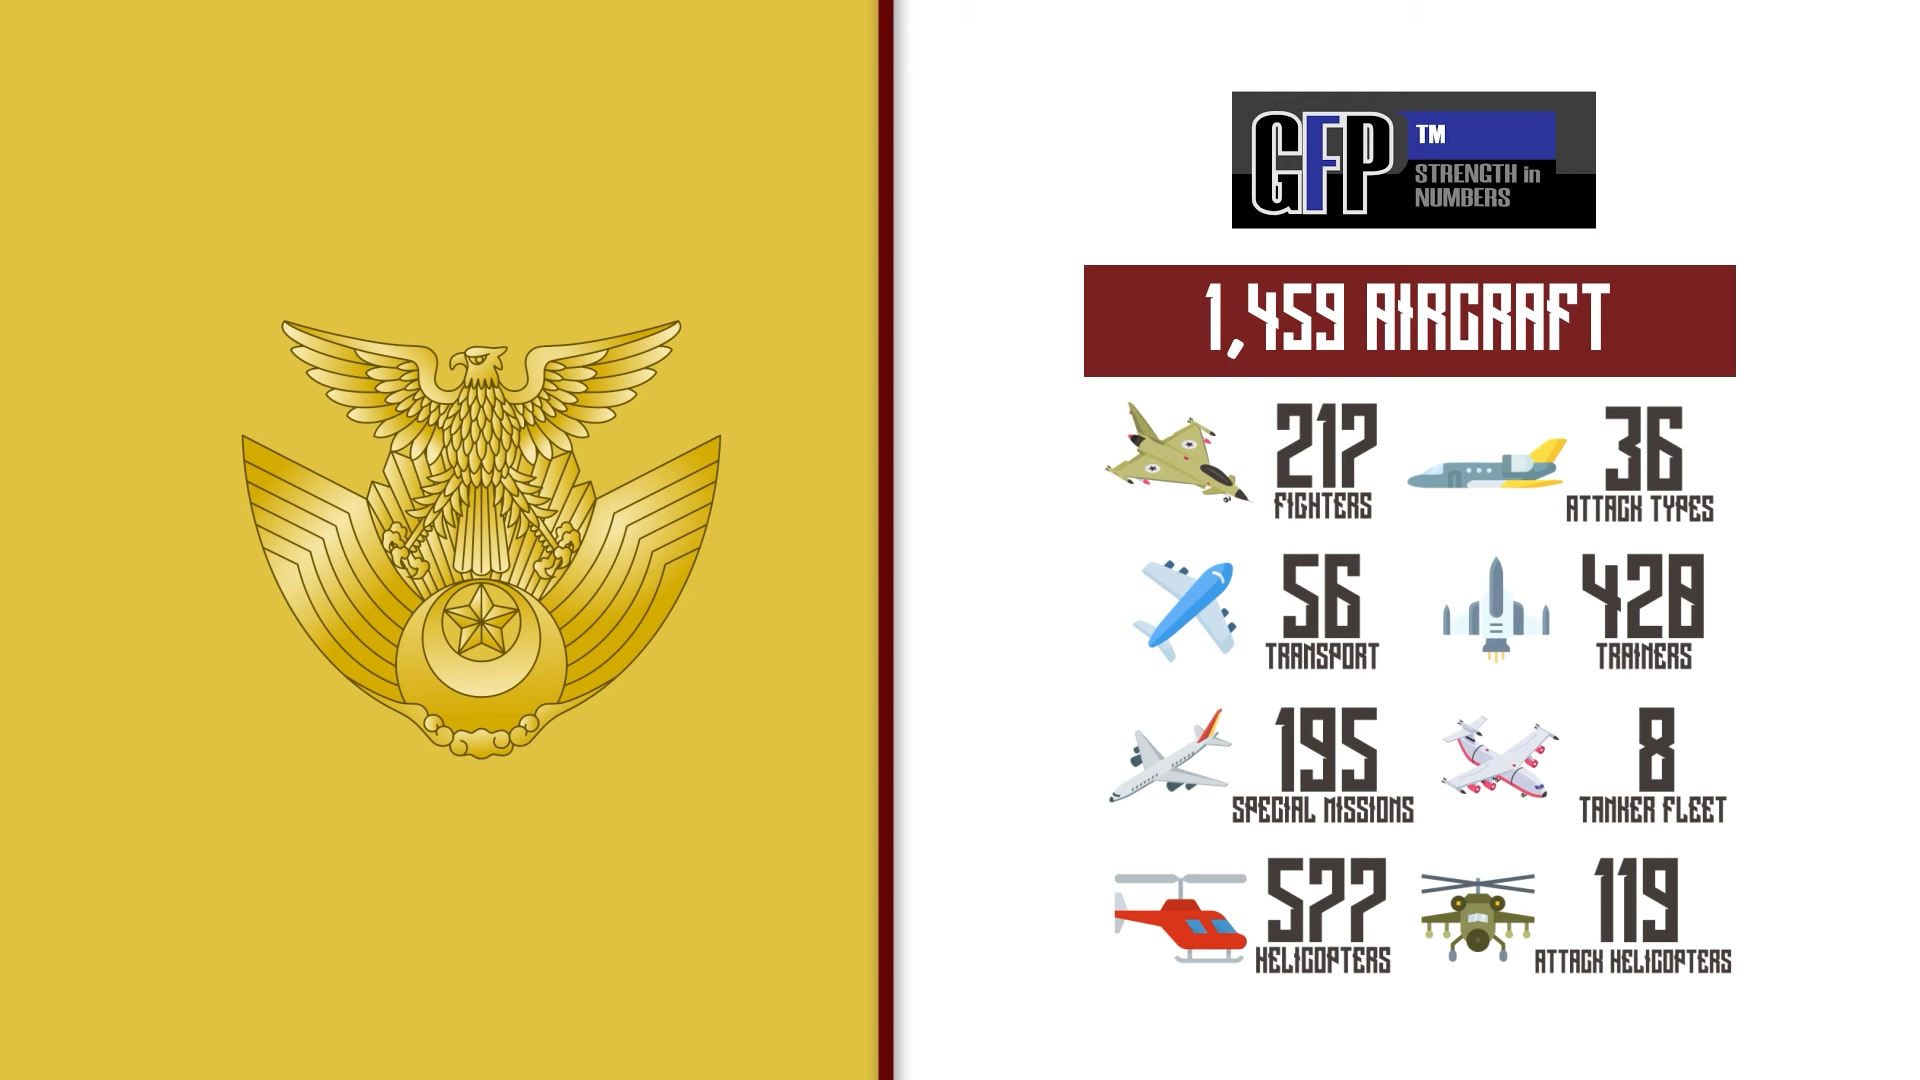 GFP
TM
STRENGTH in
NUMBERS
1,459 AIRCRAFT
217
FIGHTERS
36
ATTACK TYPES
56
TRANSPORT
420
TRAINERS
195
SPECIAL MISSIONS
8
TANKER FLEET
577
HELICOPTERS
119
ATTACK HELICOPTERS